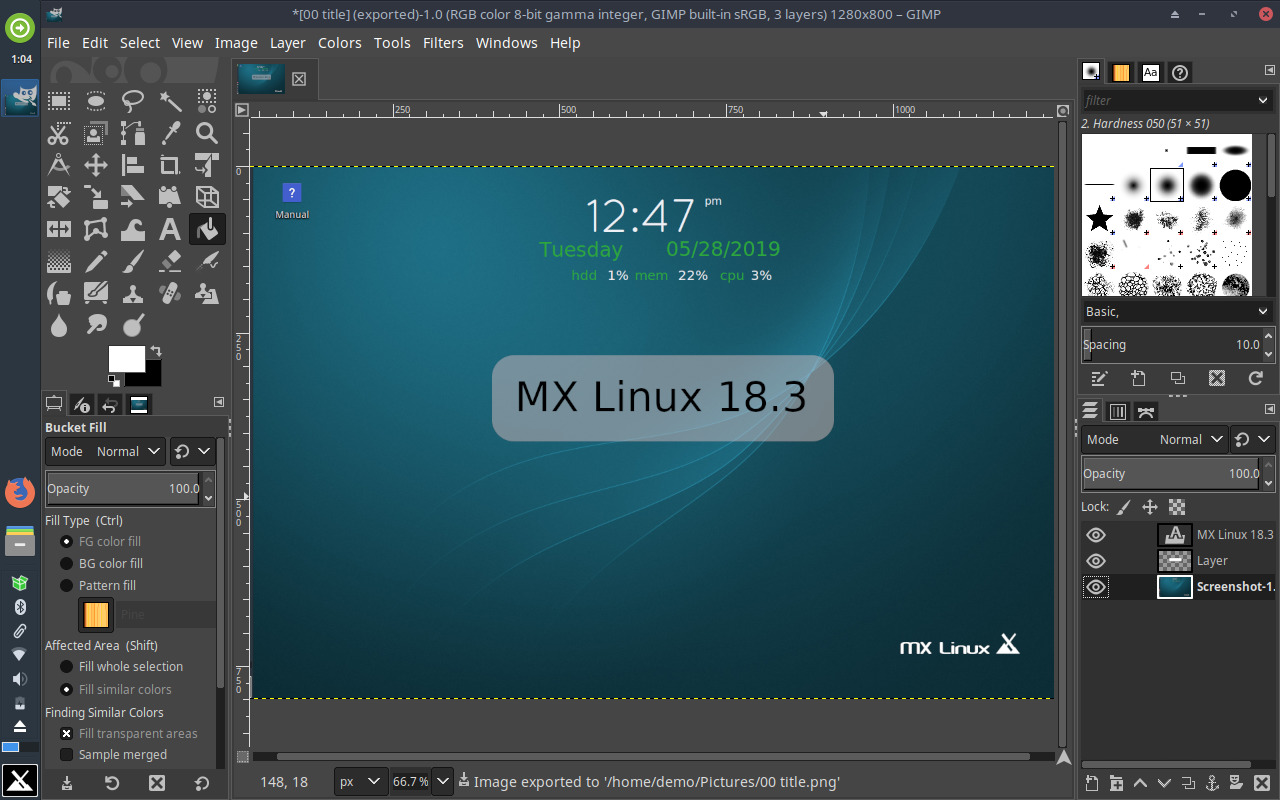 *[00 title] (exported)-1.0 (RGB color 8-bit gamma integer, GIMP built-in sRGB, 3 layers) 1280x800 – GIMP
1:04
File Edit Select View Image Layer Colors Tools Filters Windows Help
250 500 750 1000
0
250
500
750
Manual
?
12:47 pm
Tuesday 05/28/2019
hdd 1% mem 22% cpu 3%
MX Linux 18.3
MX Linux
Bucket Fill
Mode Normal
Opacity 100.0
Fill Type (Ctrl)
FG color fill
BG color fill
Pattern fill
Pine
Affected Area (Shift)
Fill whole selection
Fill similar colors
Finding Similar Colors
Fill transparent areas
Sample merged
148, 18 px 66.7 % Image exported to '/home/demo/Pictures/00 title.png'
Aa
filter
2. Hardness 050 (51 × 51)
Basic,
Spacing 10.0
Mode Normal
Opacity 100.0
Lock:
MX Linux 18.3
Layer
Screenshot-1.